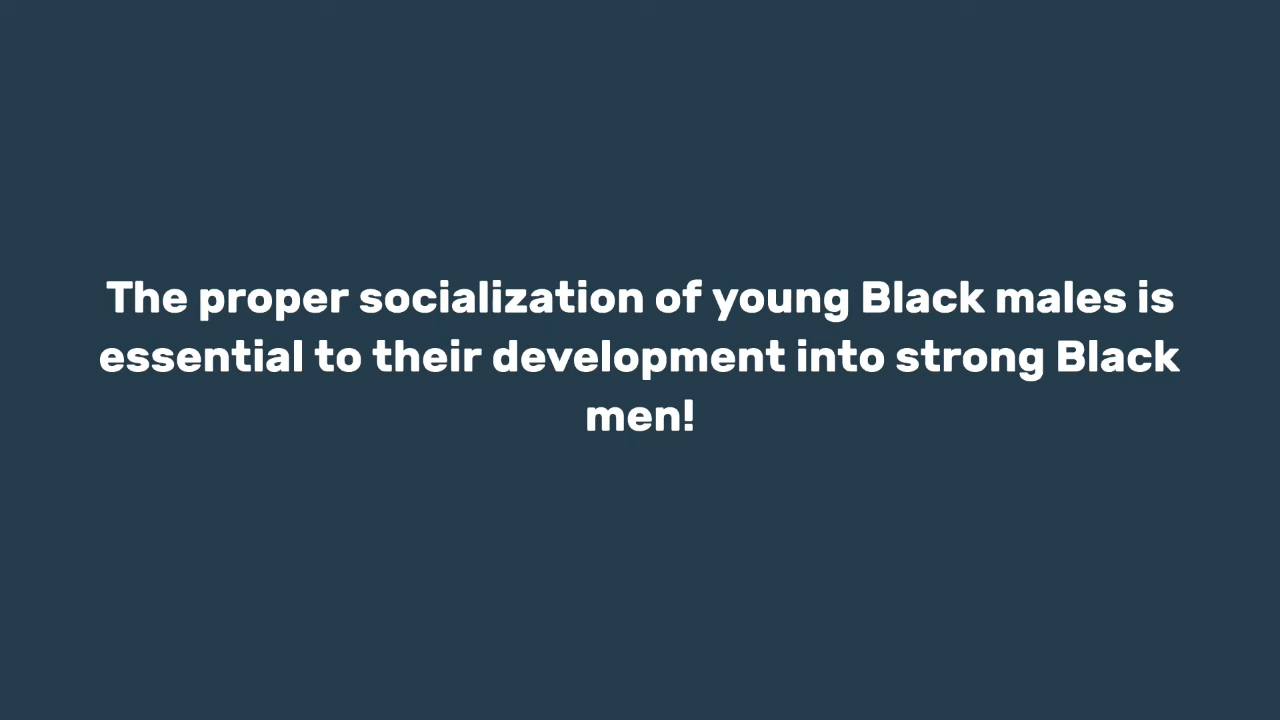 The proper socialization of young Black males is
essential to their development into strong Black
men!